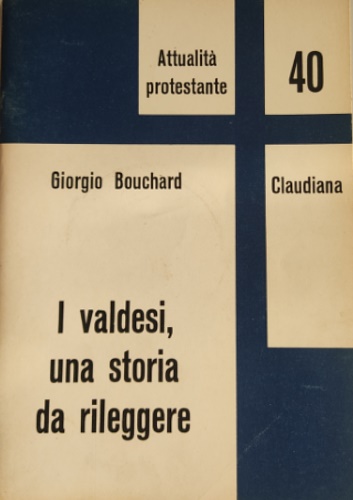 Attualità
protestante
40
Giorgio Bouchard
Claudiana
I valdesi,
una storia
da rileggere